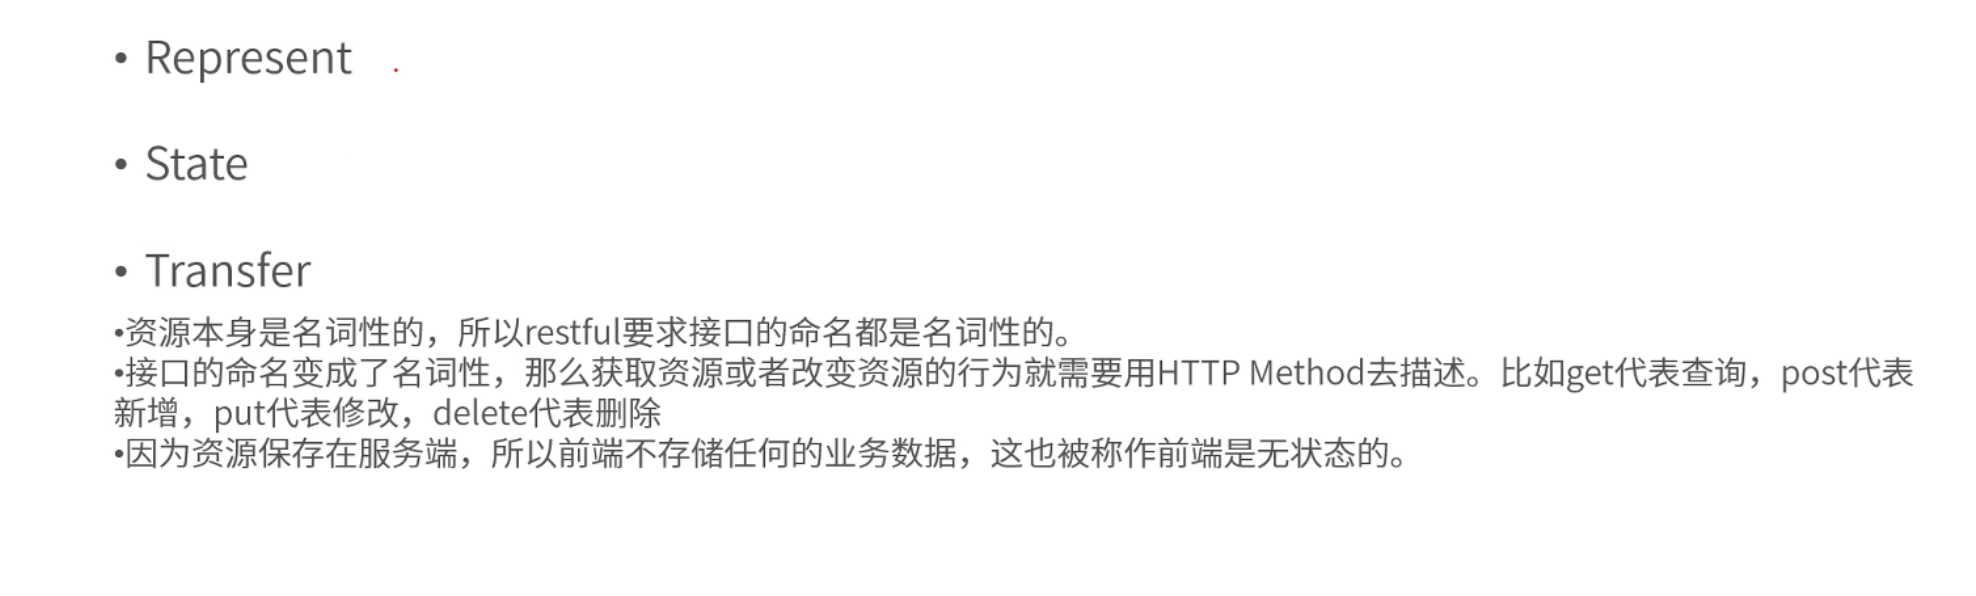 • Represent
• State
• Transfer
•资源本身是名词性的，所以restful要求接口的命名都是名词性的。
•接口的命名变成了名词性，那么获取资源或者改变资源的行为就需要用HTTP Method去描述。比如get代表查询，post代表
新增，put代表修改，delete代表删除
•因为资源保存在服务端，所以前端不存储任何的业务数据，这也被称作前端是无状态的。